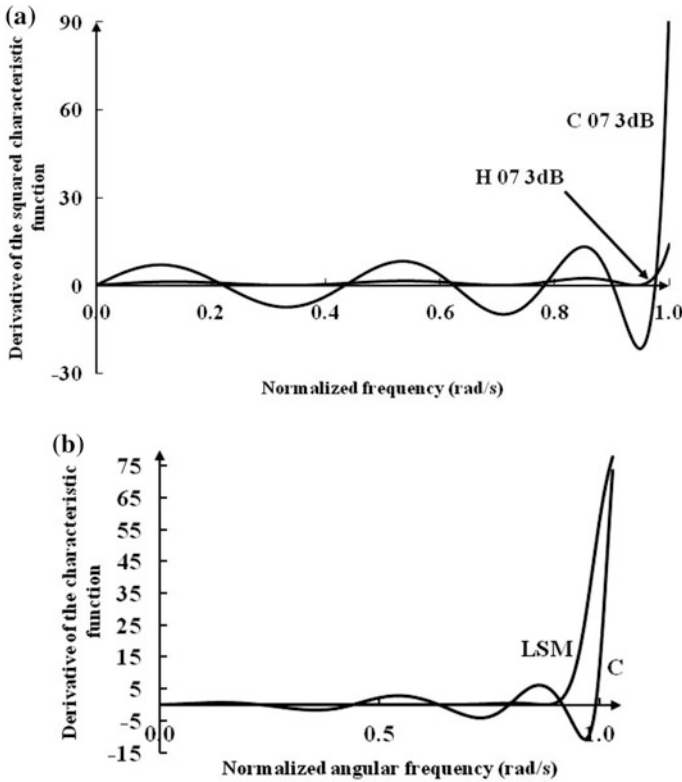 (a)
Derivative of the squared characteristic
function
90
60
30
0
-30
C 07 3dB
H 07 3dB
0.0 0.2 0.4 0.6 0.8 1.0
Normalized frequency (rad/s)
(b)
Derivative of the characteristic
function
75
65
55
45
35
25
15
5
-5
-15
LSM
C
0.0 0.5 1.0
Normalized angular frequency (rad/s)